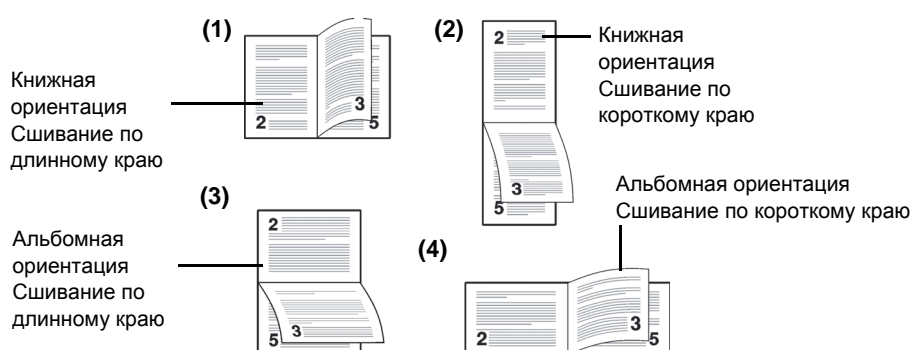 (1)
Книжная
ориентация
Сшивание по
длинному краю
2
3
5
(2)
2
3
5
Книжная
ориентация
Сшивание по
короткому краю
(3)
Альбомная
ориентация
Сшивание по
длинному краю
2
3
5
(4)
Альбомная ориентация
Сшивание по короткому краю
2
3
5